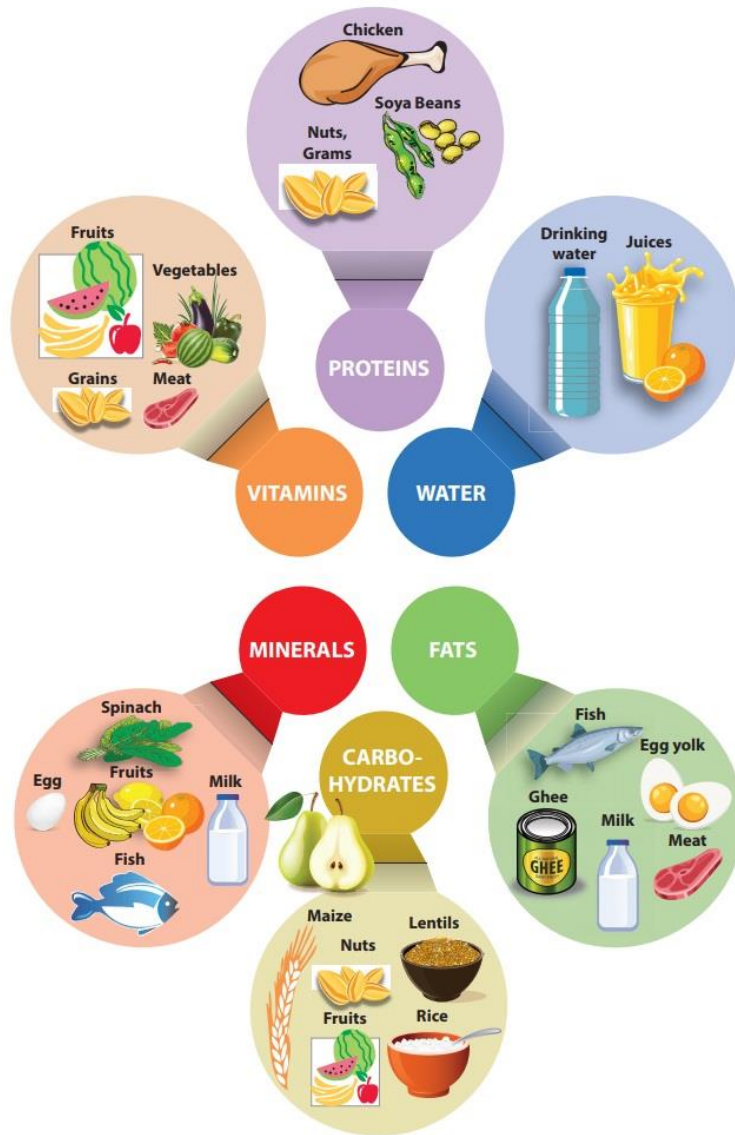 Chicken
Soya Beans
Nuts,
Grams
PROTEINS
Fruits
Vegetables
Grains
Meat
VITAMINS
Drinking
water
Juices
WATER
MINERALS
Spinach
Egg
Fruits
Milk
Fish
FATS
Fish
Egg yolk
Ghee
GHEE
Milk
Meat
CARBO-
HYDRATES
Maize
Nuts
Lentils
Fruits
Rice